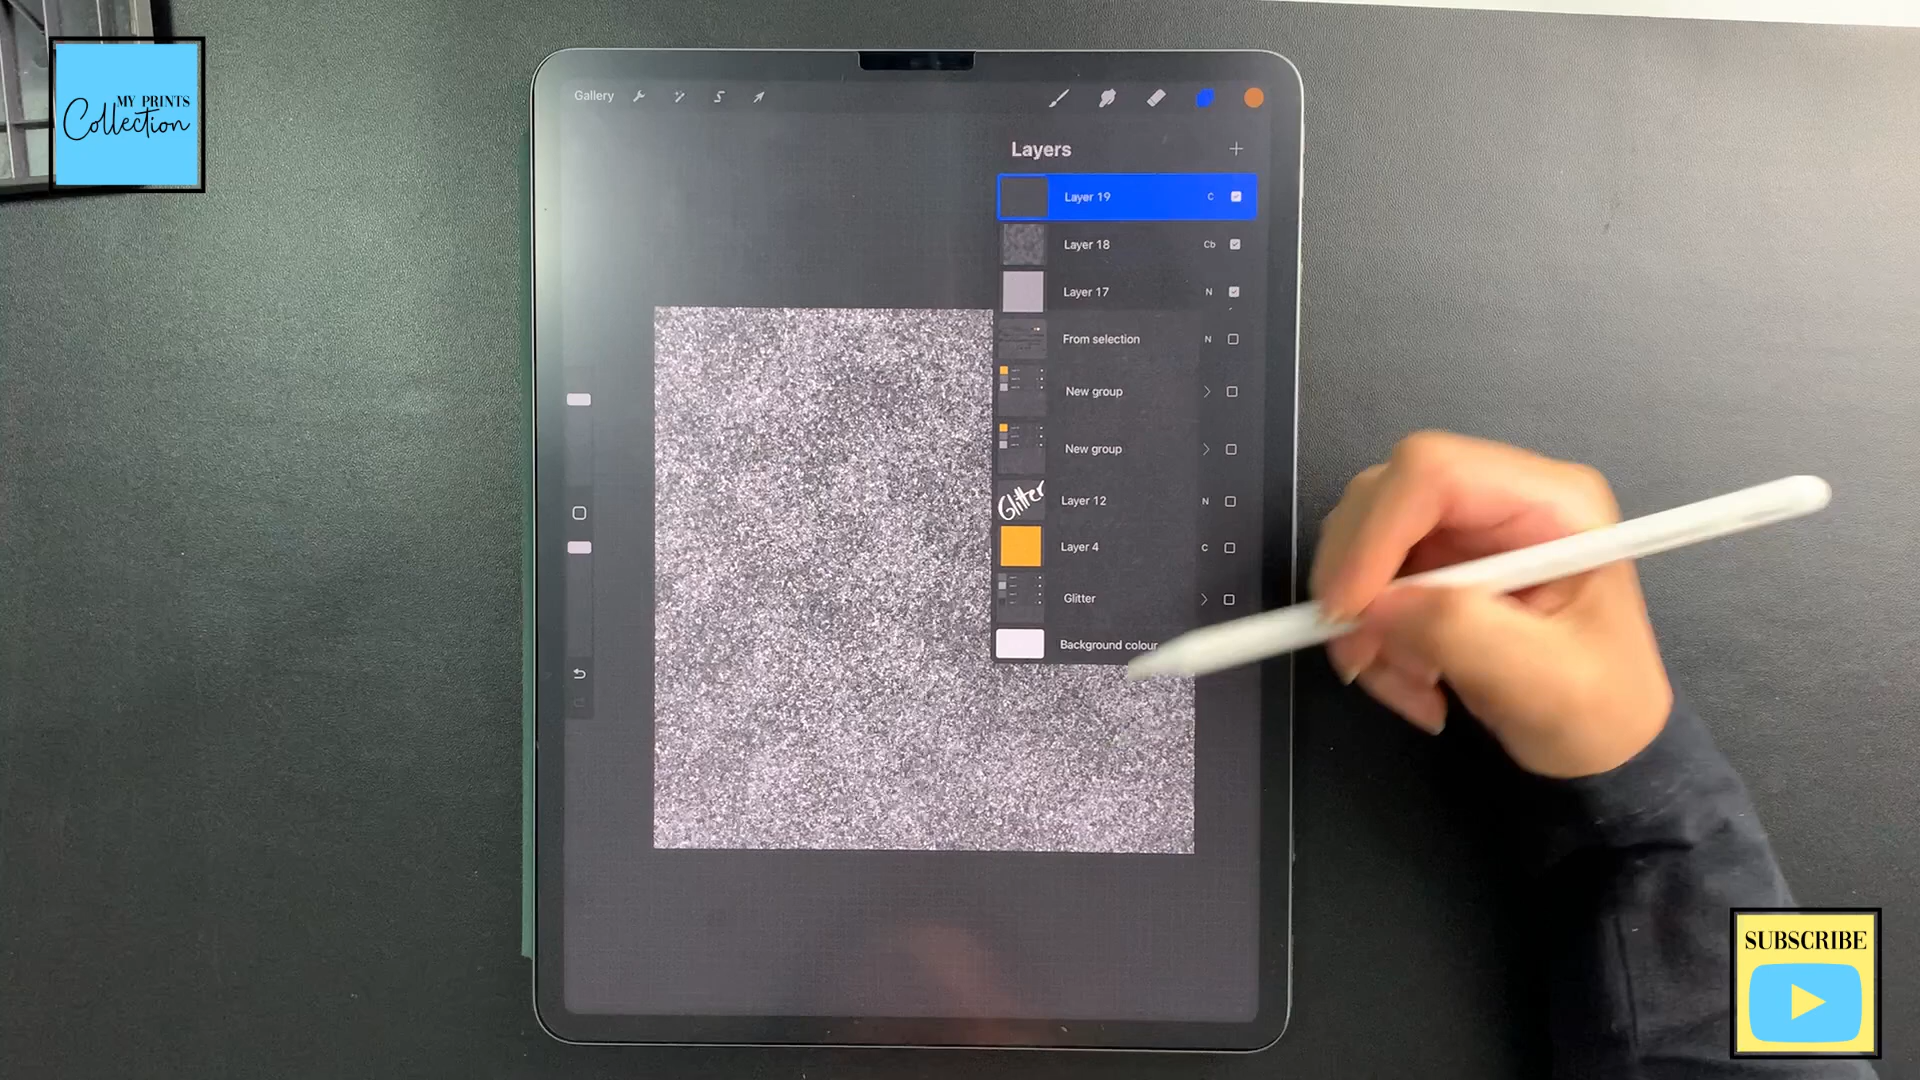 MY PRINTS
Collection
Gallery
Layers
Layer 19 C
Layer 18 Cb
Layer 17 N
From selection N
New group
New group
Glitter
Layer 12 N
Layer 4 C
Glitter
Background colour
SUBSCRIBE